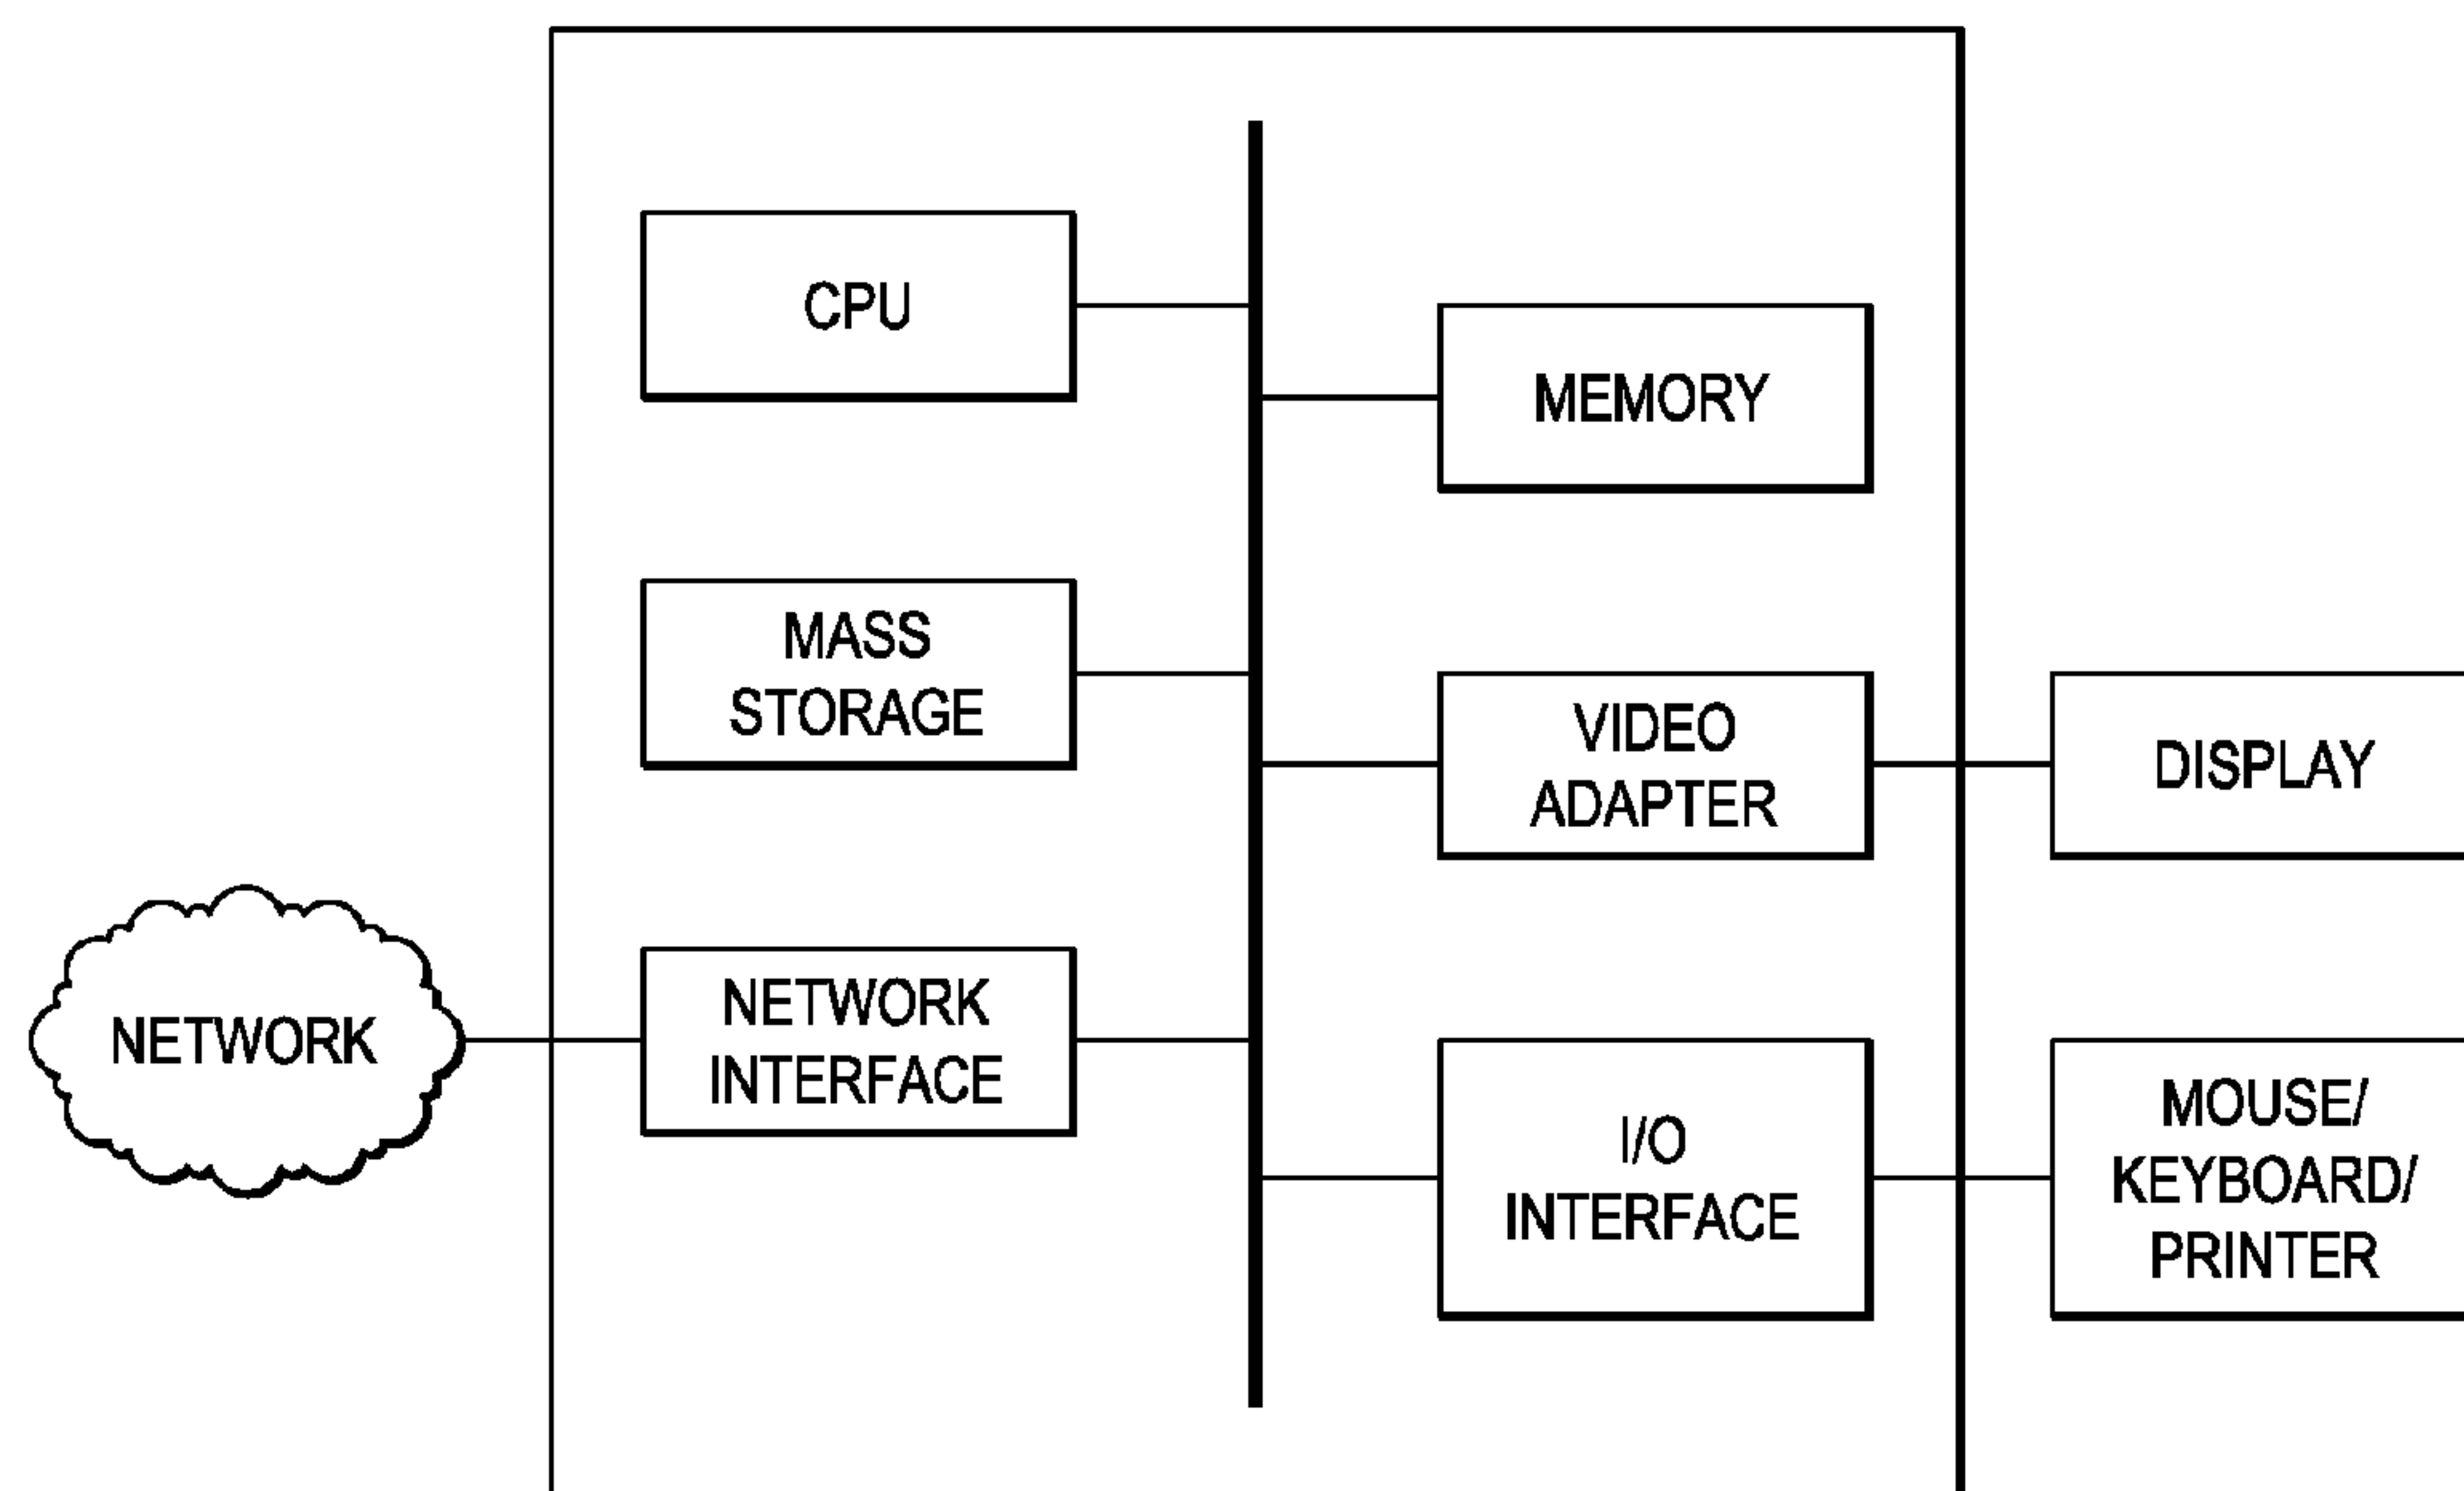 CPU
MEMORY
MASS
STORAGE
VIDEO
ADAPTER
DISPLAY
NETWORK
NETWORK
INTERFACE
I/O
INTERFACE
MOUSE/
KEYBOARD/
PRINTER